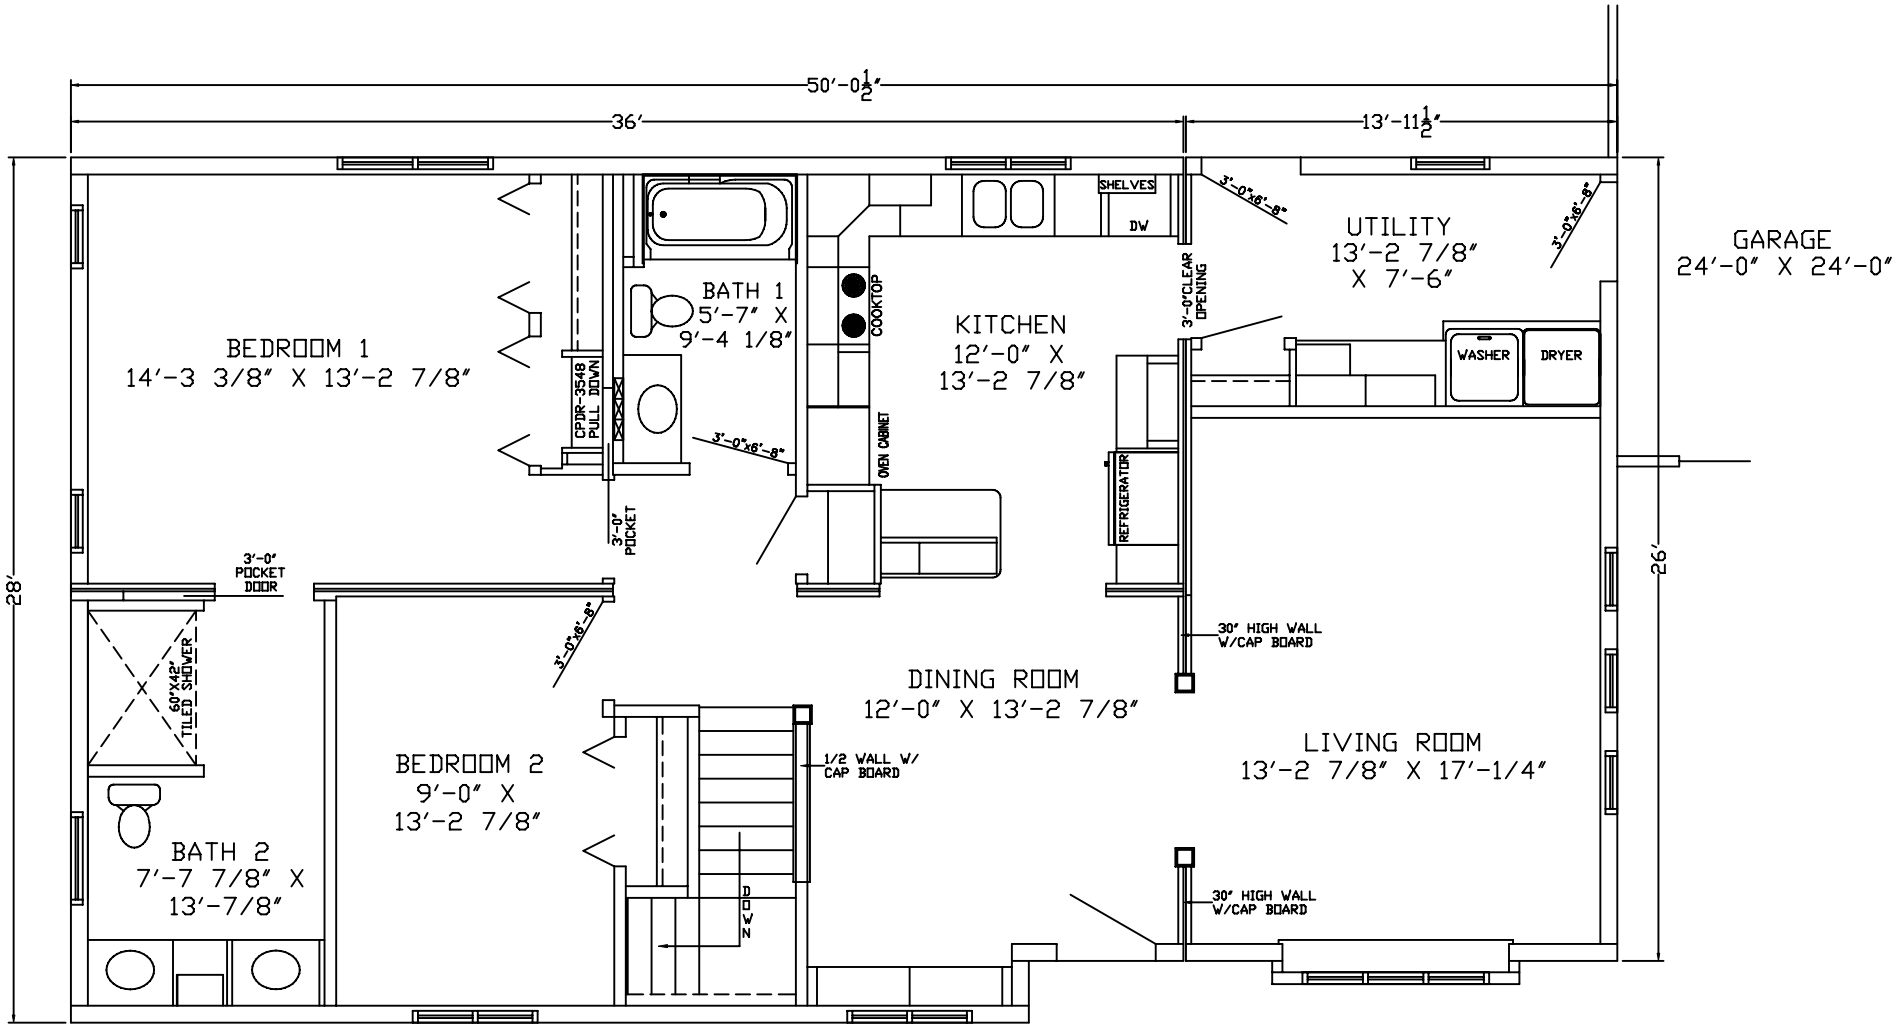 50'-0 1/2"
36'
13'-11 1/2"
SHELVES
DW
3'-0"x6'-8"
3'-0"x6'-8"
UTILITY
13'-2 7/8"
X 7'-6"
GARAGE
24'-0" X 24'-0"
3'-0"CLEAR
OPENING
BATH 1
5'-7" X
9'-4 1/8"
COOKTOP
KITCHEN
12'-0" X
13'-2 7/8"
BEDROOM 1
14'-3 3/8" X 13'-2 7/8"
CPDR-3548
PULL DOWN
WASHER
DRYER
3'-0"x6'-8"
OVEN CABINET
REFRIGERATOR
3'-0"
POCKET
3'-0"
POCKET
DOOR
28'
26'
3'-0"x6'-8"
30" HIGH WALL
W/CAP BOARD
60"X42"
TILED SHOWER
DINING ROOM
12'-0" X 13'-2 7/8"
LIVING ROOM
13'-2 7/8" X 17'-1/4"
BEDROOM 2
9'-0" X
13'-2 7/8"
1/2 WALL W/
CAP BOARD
BATH 2
7'-7 7/8" X
13'-7/8"
DOWN
30" HIGH WALL
W/CAP BOARD